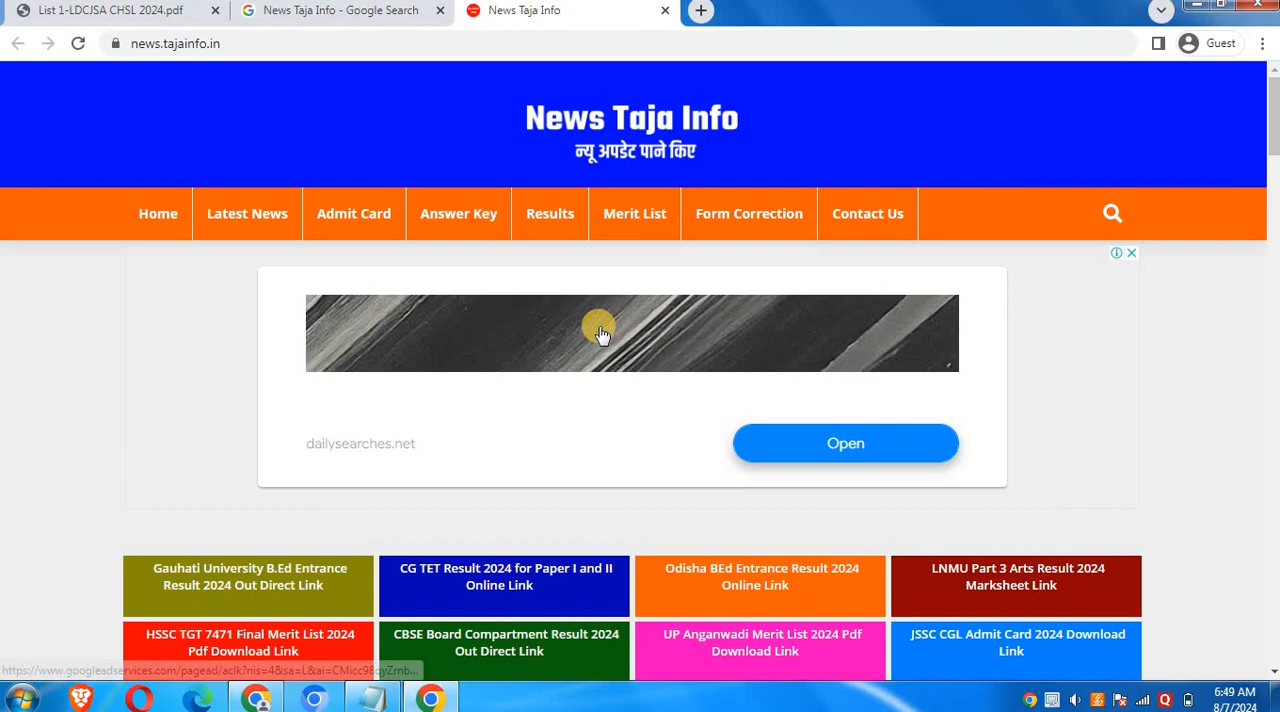 List 1-LDCJSA CHSL 2024.pdf
News Taja Info - Google Search
News Taja Info
news.tajainfo.in
Guest
News Taja Info
न्यू अपडेट पाने किए
Home
Latest News
Admit Card
Answer Key
Results
Merit List
Form Correction
Contact Us
dailysearches.net
Open
Gauhati University B.Ed Entrance
Result 2024 Out Direct Link
CG TET Result 2024 for Paper I and II
Online Link
Odisha BEd Entrance Result 2024
Online Link
LNMU Part 3 Arts Result 2024
Marksheet Link
HSSC TGT 7471 Final Merit List 2024
Pdf Download Link
CBSE Board Compartment Result 2024
Out Direct Link
UP Anganwadi Merit List 2024 Pdf
Download Link
JSSC CGL Admit Card 2024 Download
Link
6:49 AM
8/7/2024